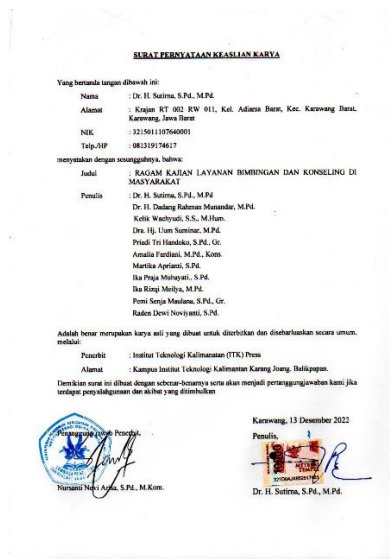 SURAT PERNYATAAN KEASLIAN KARYA
Yang bertanda tangan dibawah ini:
Nama : Dr. H. Sutirna, S.Pd., M.Pd.
Alamat : Krajan RT 002 RW 011, Kel. Adiarsa Barat, Kec. Karawang Barat.
Karawang, Jawa Barat
NIK : 3215011107640001
Telp./HP : 081319174617
menyatakan dengan sesungguhnya, bahwa:
Judul : RAGAM KAJIAN LAYANAN BIMBINGAN DAN KONSELING DI
MASYARAKAT
Penulis : Dr. H. Sutirna, S.Pd., M.Pd
Dr. H. Dadang Rahman Munandar, M.Pd.
Kelik Wachyudi, S.S., M.Hum.
Dra. Hj. Uum Suminar, M.Pd.
Priadi Tri Handoko, S.Pd., Gr.
Amalia Fardiani, M.Pd., Kons.
Martika Aprianti, S.Pd.
Ika Praja Muhayati., S.Pd.
Ika Rizqi Meilya, M.Pd.
Pemi Senja Maulana, S.Pd., Gr.
Raden Dewi Noviyanti, S.Pd.
Adalah benar merupakan karya asli yang dibuat untuk diterbitkan dan disebarluaskan secara umum,
melalui:
Penerbit : Institut Teknologi Kalimanatan (ITK) Press
Alamat : Kampus Institut Teknologi Kalimantan Karang Joang. Balikpapan.
Demikian surat ini dibuat dengan sebenar-benarnya serta akan menjadi pertanggungjawaban kami jika
terdapat penyalahgunaan dan akibat yang ditimbulkan
Karawang, 13 Desember 2022
Penanggung jawab Penerbit,
Penulis,
METERAI
TEMPEL
Nursanti Novi Arisa, S.Pd., M.Kom.
Dr. H. Sutirna, S.Pd., M.Pd.